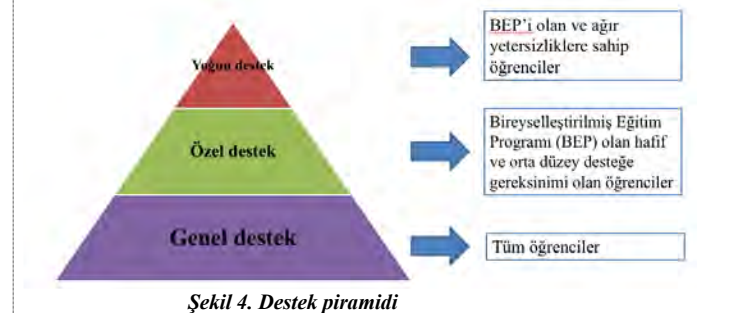 Yoğun destek
BEP'i olan ve ağır
yetersizliklere sahip
öğrenciler
Özel destek
Bireyselleştirilmiş Eğitim
Programı (BEP) olan hafif
ve orta düzey desteğe
gereksinimi olan öğrenciler
Genel destek
Tüm öğrenciler
Şekil 4. Destek piramidi